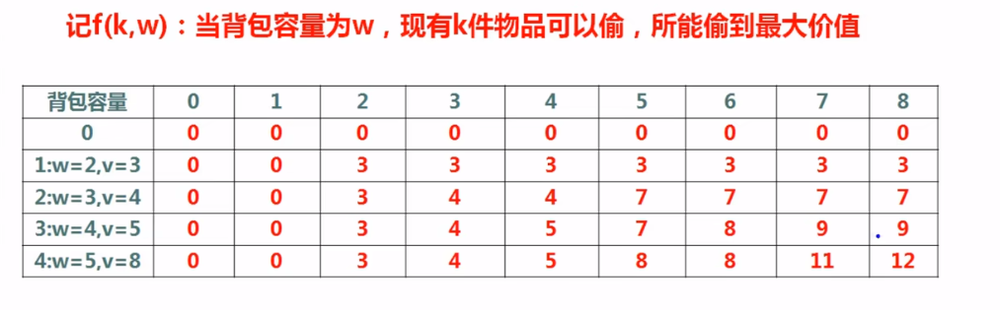 记f(k,w)：当背包容量为w，现有k件物品可以偷，所能偷到最大价值
背包容量 0 1 2 3 4 5 6 7 8
0 0 0 0 0 0 0 0 0 0
1:w=2,v=3 0 0 3 3 3 3 3 3 3
2:w=3,v=4 0 0 3 4 4 7 7 7 7
3:w=4,v=5 0 0 3 4 5 7 8 9 9
4:w=5,v=8 0 0 3 4 5 8 8 11 12